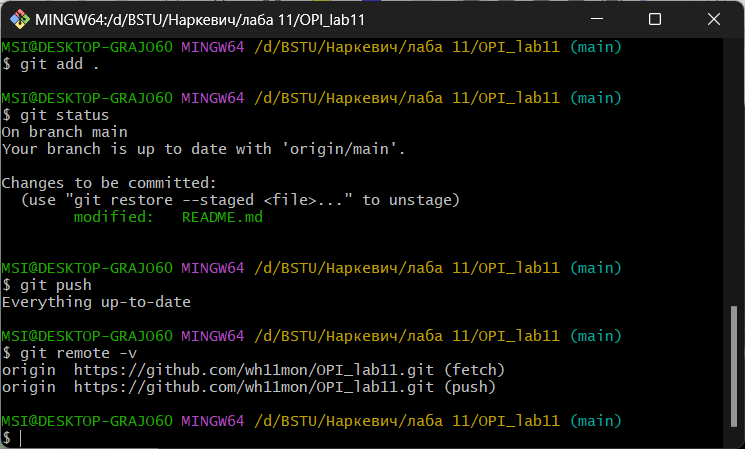 MINGW64:/d/BSTU/Наркевич/лаба 11/OPI_lab11
MSI@DESKTOP-GRAJO60 MINGW64 /d/BSTU/Наркевич/лаба 11/OPI_lab11 (main)
$ git add .
MSI@DESKTOP-GRAJO60 MINGW64 /d/BSTU/Наркевич/лаба 11/OPI_lab11 (main)
$ git status
On branch main
Your branch is up to date with 'origin/main'.
Changes to be committed:
(use "git restore --staged <file>..." to unstage)
modified: README.md
MSI@DESKTOP-GRAJO60 MINGW64 /d/BSTU/Наркевич/лаба 11/OPI_lab11 (main)
$ git push
Everything up-to-date
MSI@DESKTOP-GRAJO60 MINGW64 /d/BSTU/Наркевич/лаба 11/OPI_lab11 (main)
$ git remote -v
origin https://github.com/wh11mon/OPI_lab11.git (fetch)
origin https://github.com/wh11mon/OPI_lab11.git (push)
MSI@DESKTOP-GRAJO60 MINGW64 /d/BSTU/Наркевич/лаба 11/OPI_lab11 (main)
$